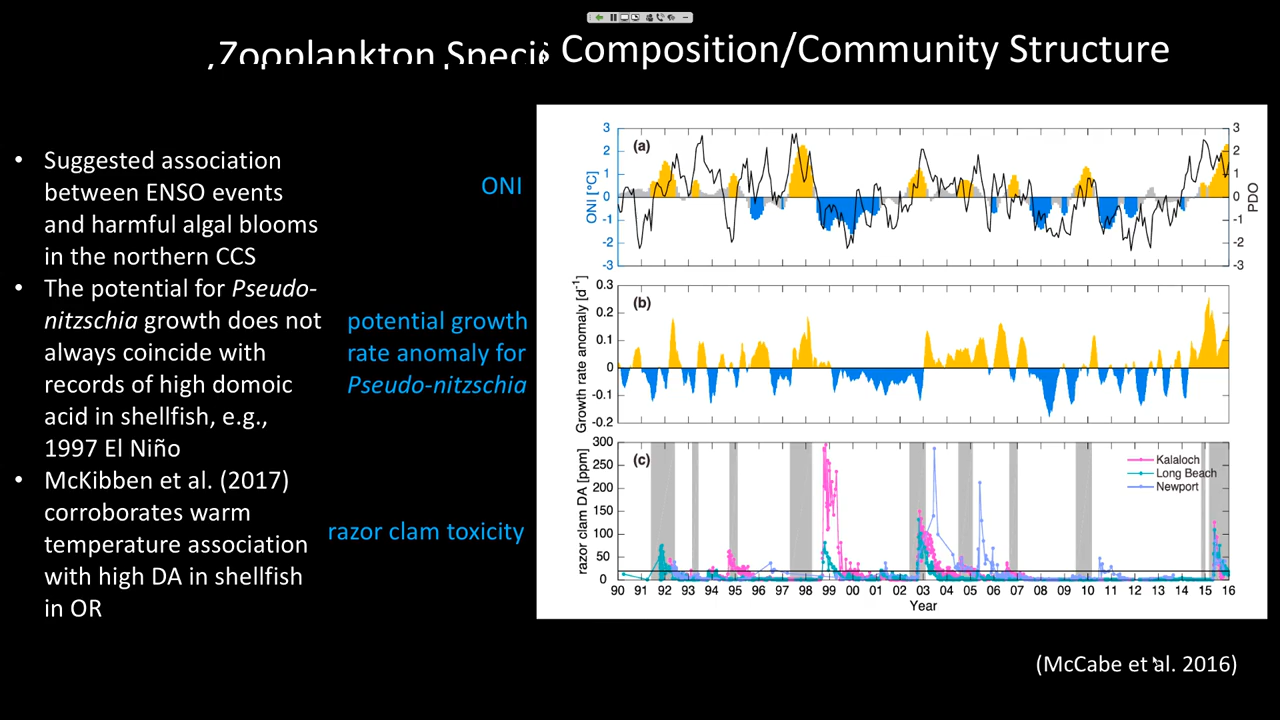 Zooplankton Composition/Community Structure
• Suggested association
between ENSO events
and harmful algal blooms
in the northern CCS
• The potential for Pseudo-
nitzschia growth does not
always coincide with
records of high domoic
acid in shellfish, e.g.,
1997 El Niño
• McKibben et al. (2017)
corroborates warm
temperature association
with high DA in shellfish
in OR
ONI
potential growth
rate anomaly for
Pseudo-nitzschia
razor clam toxicity
(a)
3
2
1
0
-1
-2
-3
ONI [°C]
3
2
1
0
-1
-2
-3
PDO
(b)
0.3
0.2
0.1
0
-0.1
-0.2
Growth rate anomaly [d-1]
(c)
300
250
200
150
100
50
0
razor clam DA [ppm]
Kalaloch
Long Beach
Newport
90 91 92 93 94 95 96 97 98 99 00 01 02 03 04 05 06 07 08 09 10 11 12 13 14 15 16
Year
(McCabe et al. 2016)